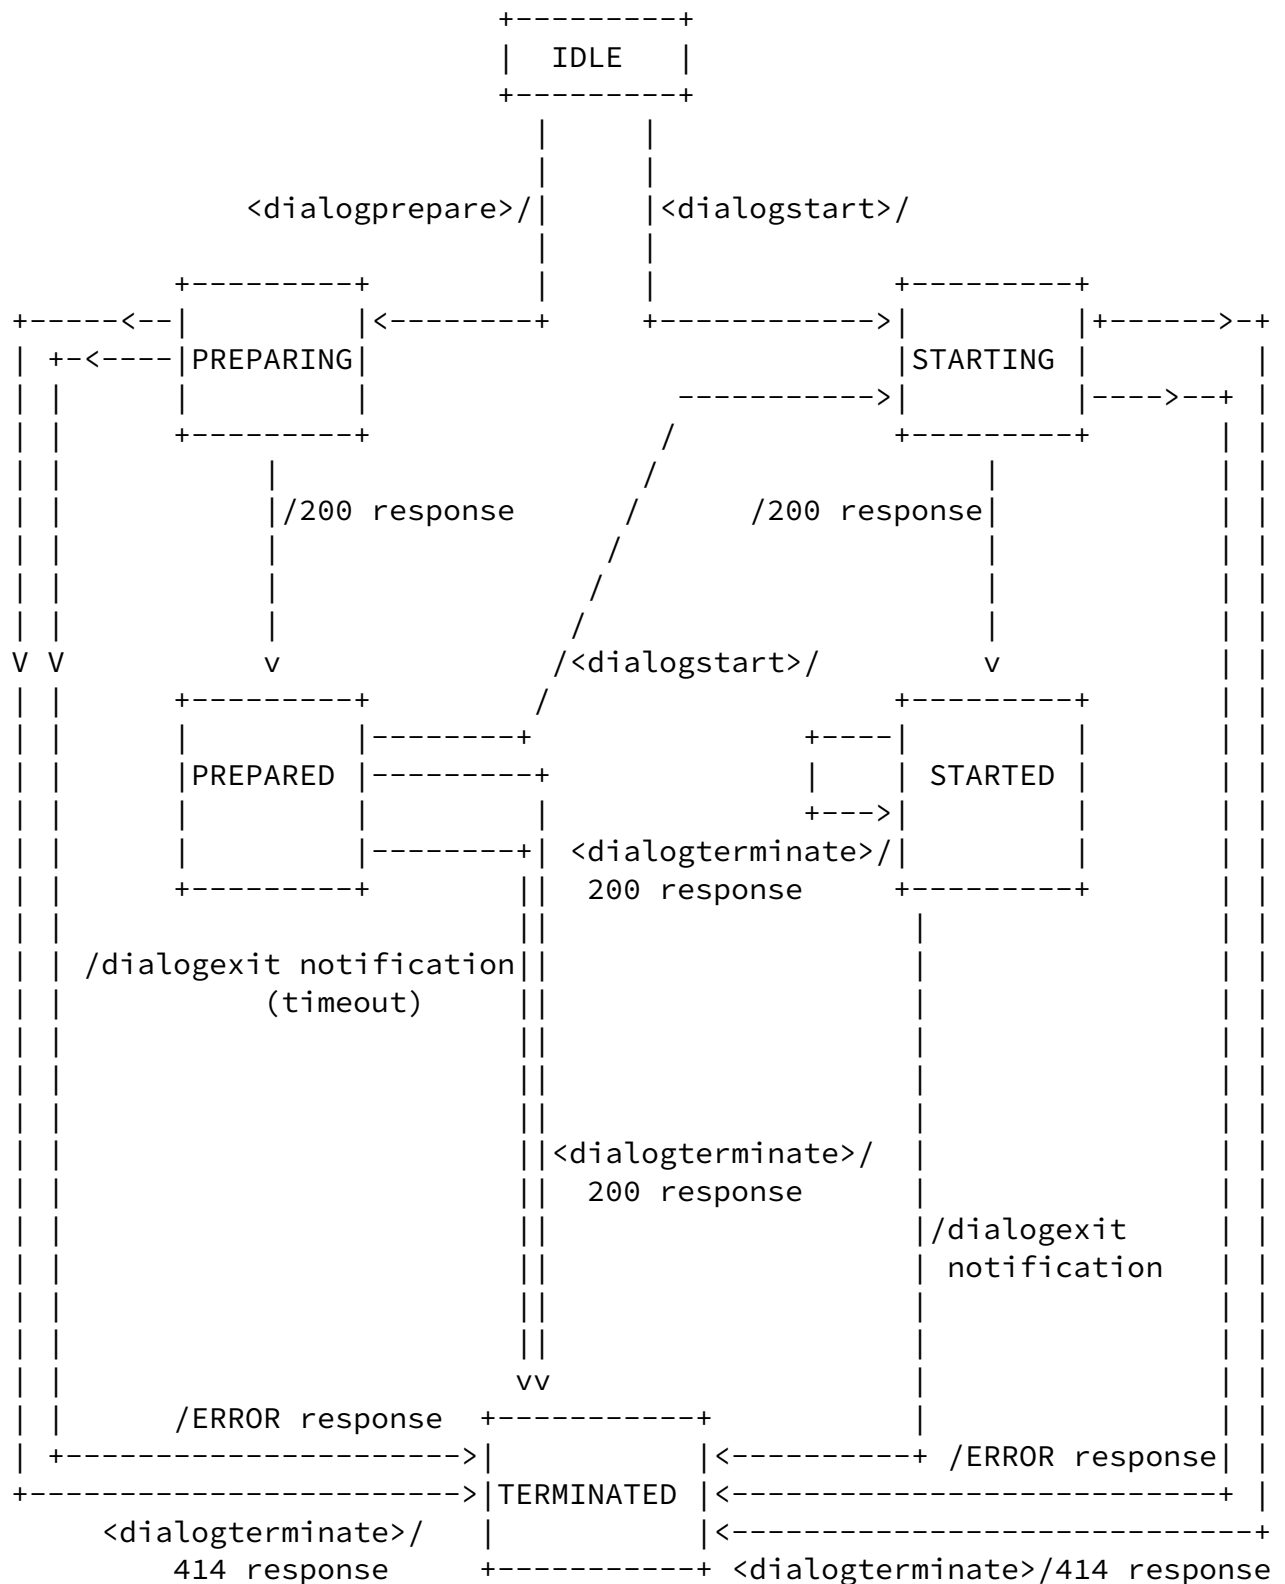 IDLE
<dialogprepare>/ <dialogstart>/
PREPARING STARTING
/200 response /200 response
/<dialogstart>/
PREPARED STARTED
<dialogterminate>/
200 response
/dialogexit notification
(timeout)
<dialogterminate>/
200 response
/dialogexit
notification
/ERROR response
/ERROR response
TERMINATED
<dialogterminate>/
414 response <dialogterminate>/414 response